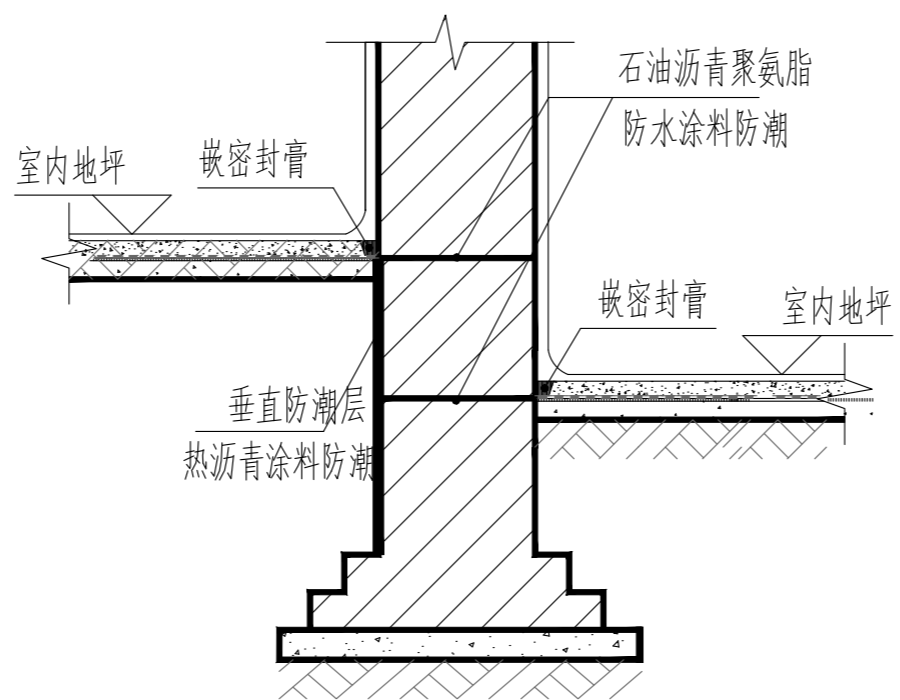 石油沥青聚氨脂
防水涂料防潮
嵌密封膏
室内地坪
嵌密封膏
室内地坪
垂直防潮层
热沥青涂料防潮